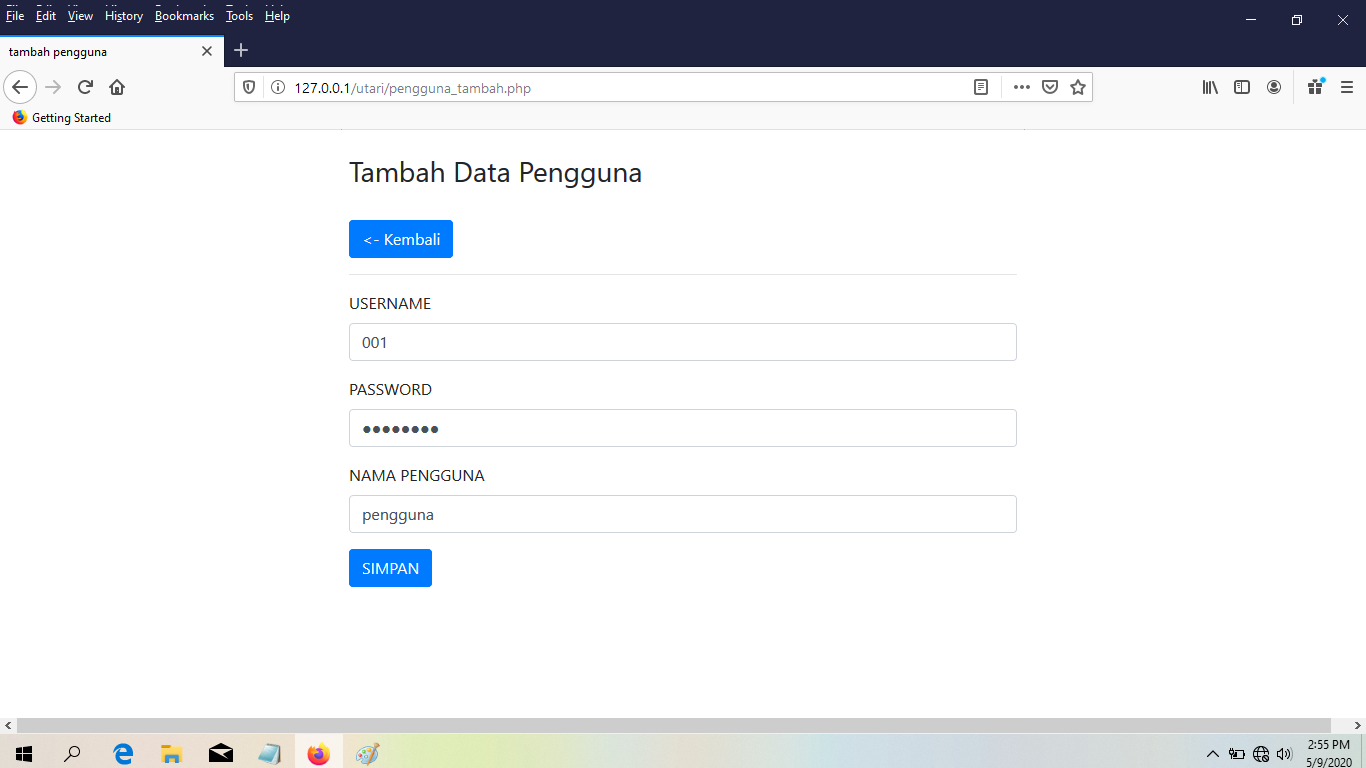 File Edit View History Bookmarks Tools Help
tambah pengguna
127.0.0.1/utari/pengguna_tambah.php
Getting Started
Tambah Data Pengguna
<- Kembali
USERNAME
001
PASSWORD
●●●●●●●●
NAMA PENGGUNA
pengguna
SIMPAN
2:55 PM
5/9/2020